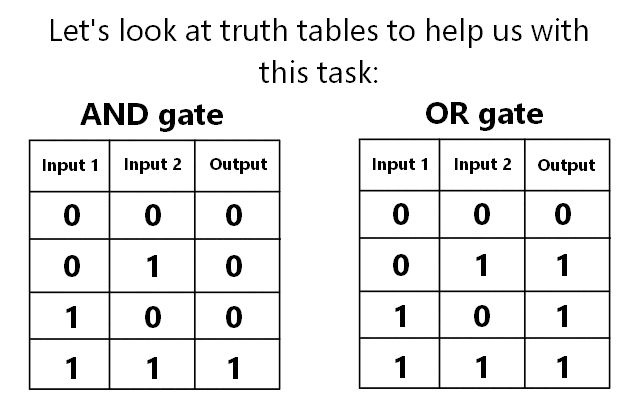 Let's look at truth tables to help us with
this task:
AND gate
Input 1 Input 2 Output
0 0 0
0 1 0
1 0 0
1 1 1
OR gate
Input 1 Input 2 Output
0 0 0
0 1 1
1 0 1
1 1 1